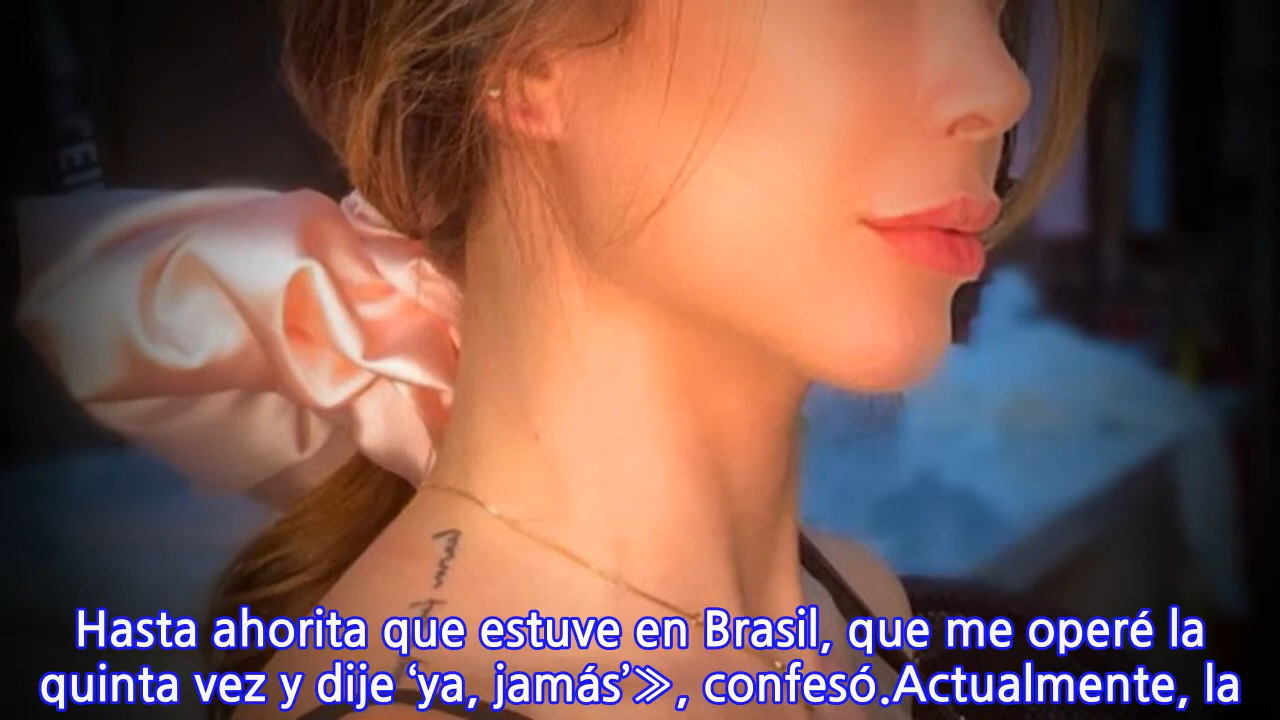 Hasta ahorita que estuve en Brasil, que me operé la
quinta vez y dije ‘ya, jamás’», confesó.Actualmente, la